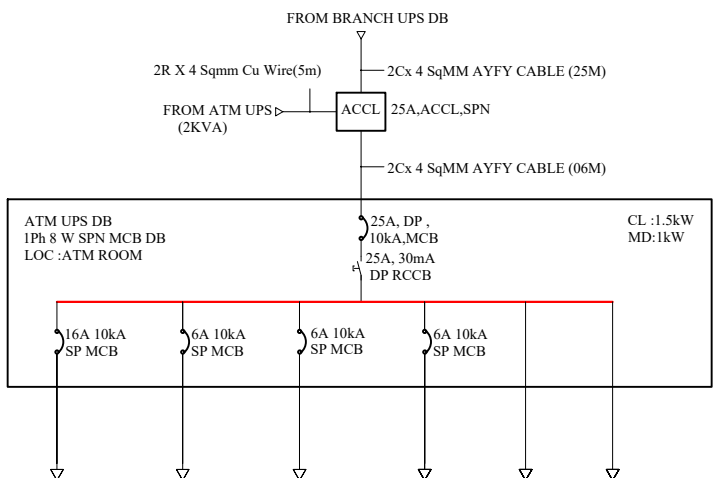 FROM BRANCH UPS DB
2R X 4 Sqmm Cu Wire(5m)
2Cx 4 SqMM AYFY CABLE (25M)
FROM ATM UPS
(2KVA)
ACCL
25A,ACCL,SPN
2Cx 4 SqMM AYFY CABLE (06M)
ATM UPS DB
1Ph 8 W SPN MCB DB
LOC :ATM ROOM
25A, DP ,
10kA,MCB
25A, 30mA
DP RCCB
CL :1.5kW
MD:1kW
16A 10kA
SP MCB
6A 10kA
SP MCB
6A 10kA
SP MCB
6A 10kA
SP MCB